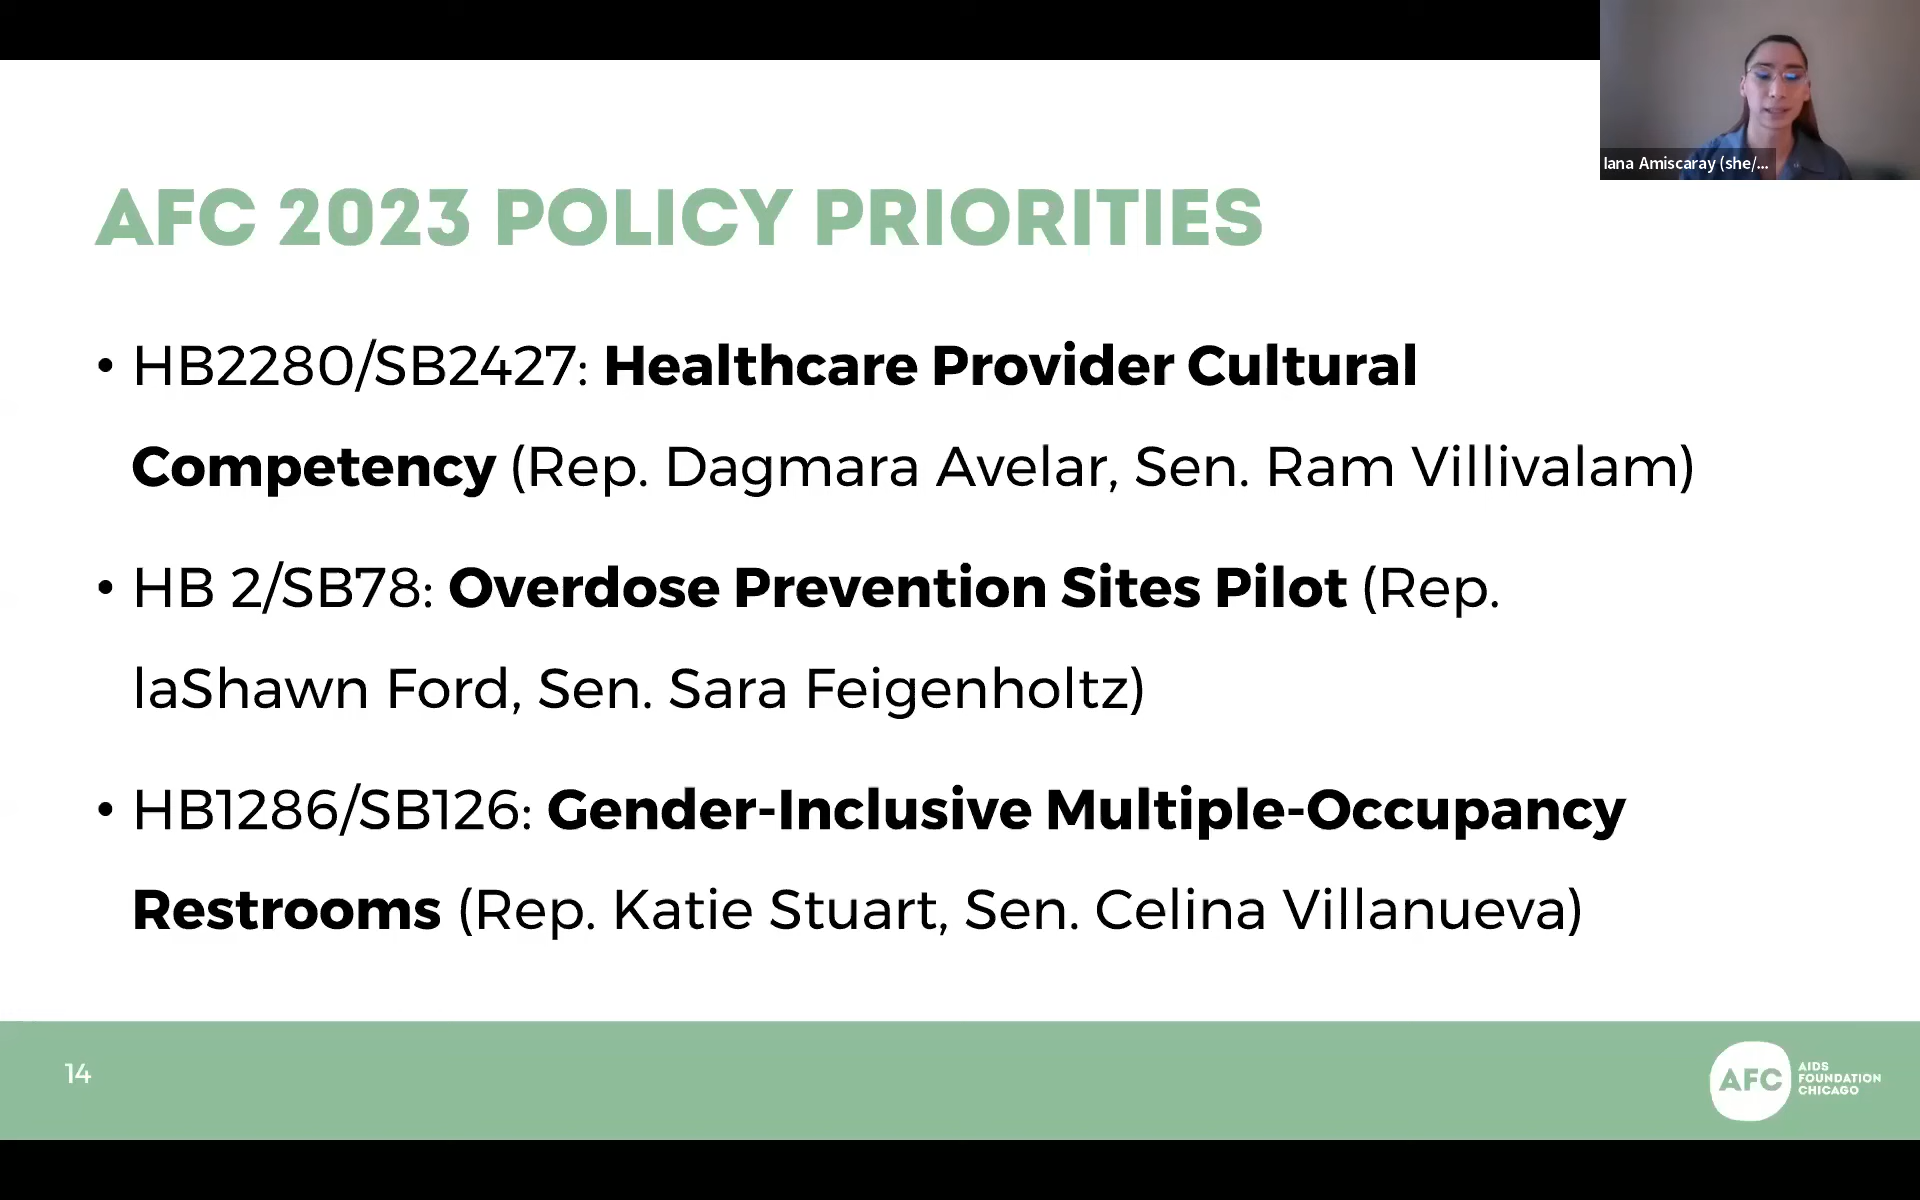 Iana Amiscaray (she/...
AFC 2023 POLICY PRIORITIES
• HB2280/SB2427: Healthcare Provider Cultural
Competency (Rep. Dagmara Avelar, Sen. Ram Villivalam)
• HB 2/SB78: Overdose Prevention Sites Pilot (Rep.
laShawn Ford, Sen. Sara Feigenholtz)
• HB1286/SB126: Gender-Inclusive Multiple-Occupancy
Restrooms (Rep. Katie Stuart, Sen. Celina Villanueva)
14
AFC
AIDS
FOUNDATION
CHICAGO